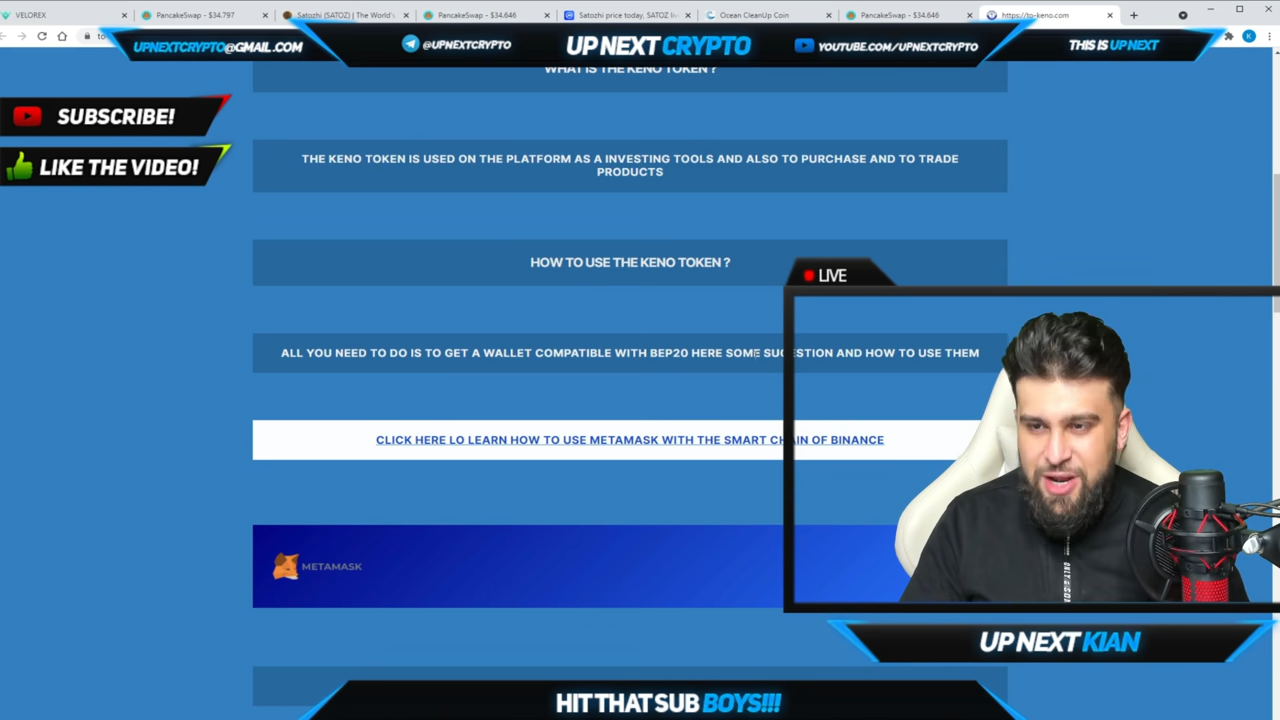 VELOREX
PancakeSwap - $34.797
Satozhi (SATOZ) | The World's
PancakeSwap - $34.646
Satozhi price today, SATOZ liv
Ocean CleanUp Coin
PancakeSwap - $34.646
https://to-keno.com
K
UPNEXTCRYPTO@GMAIL.COM
@UPNEXTCRYPTO
UP NEXT CRYPTO
YOUTUBE.COM/UPNEXTCRYPTO
THIS IS UP NEXT
WHAT IS THE KENO TOKEN ?
SUBSCRIBE!
LIKE THE VIDEO!
THE KENO TOKEN IS USED ON THE PLATFORM AS A INVESTING TOOLS AND ALSO TO PURCHASE AND TO TRADE
PRODUCTS
HOW TO USE THE KENO TOKEN ?
LIVE
ALL YOU NEED TO DO IS TO GET A WALLET COMPATIBLE WITH BEP20 HERE SOME SUGESTION AND HOW TO USE THEM
CLICK HERE LO LEARN HOW TO USE METAMASK WITH THE SMART CHAIN OF BINANCE
METAMASK
UP NEXT KIAN
HIT THAT SUB BOYS!!!